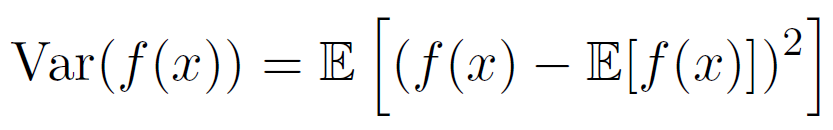 Var(f(x)) = 𝔼[(f(x) − 𝔼[f(x)])²]